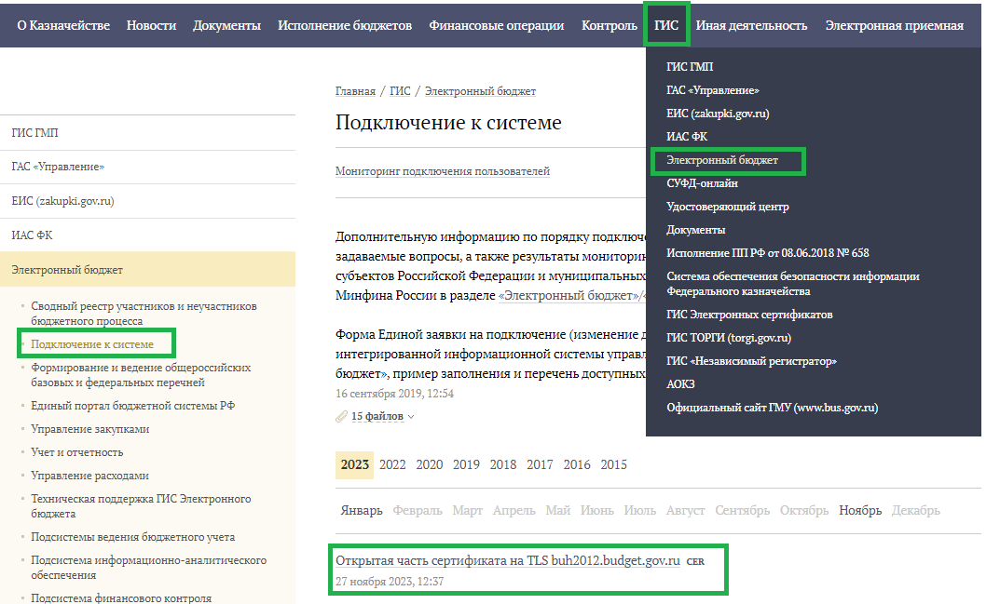 О Казначействе Новости Документы Исполнение бюджетов Финансовые операции Контроль ГИС Иная деятельность Электронная приемная
ГИС ГМП
ГАС «Управление»
ЕИС (zakupki.gov.ru)
ИАС ФК
Электронный бюджет
СУФД-онлайн
Удостоверяющий центр
Документы
Исполнение ПП РФ от 08.06.2018 № 658
Система обеспечения безопасности информации
Федерального казначейства
ГИС Электронных сертификатов
ГИС ТОРГИ (torgi.gov.ru)
ГИС «Независимый регистратор»
АОКЗ
Официальный сайт ГМУ (www.bus.gov.ru)
ГИС ГМП
ГАС «Управление»
ЕИС (zakupki.gov.ru)
ИАС ФК
Электронный бюджет
Сводный реестр участников и неучастников
бюджетного процесса
Подключение к системе
Формирование и ведение общероссийских
базовых и федеральных перечней
Единый портал бюджетной системы РФ
Управление закупками
Учет и отчетность
Управление расходами
Техническая поддержка ГИС Электронного
бюджета
Подсистемы ведения бюджетного учета
Подсистема информационно-аналитического
обеспечения
Подсистема финансового контроля
Главная / ГИС / Электронный бюджет
Подключение к системе
Мониторинг подключения пользователей
Дополнительную информацию по порядку подключ
задаваемые вопросы, а также результаты монитори
субъектов Российской Федерации и муниципальных
Минфина России в разделе «Электронный бюджет»/
Форма Единой заявки на подключение (изменение д
интегрированной информационной системы управл
бюджет», пример заполнения и перечень доступных
16 сентября 2019, 12:54
15 файлов
2023 2022 2020 2019 2018 2017 2016 2015
Январь Февраль Март Апрель Май Июнь Июль Август Сентябрь Октябрь Ноябрь Декабрь
Открытая часть сертификата на TLS buh2012.budget.gov.ru CER
27 ноября 2023, 12:37